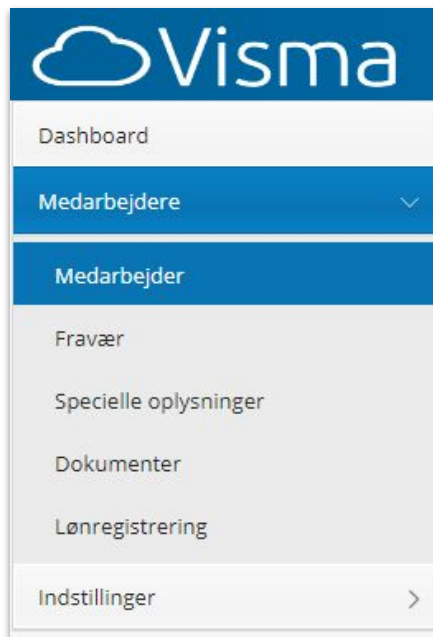 Visma
Dashboard
Medarbejdere
Medarbejder
Fravær
Specielle oplysninger
Dokumenter
Lønregistrering
Indstillinger